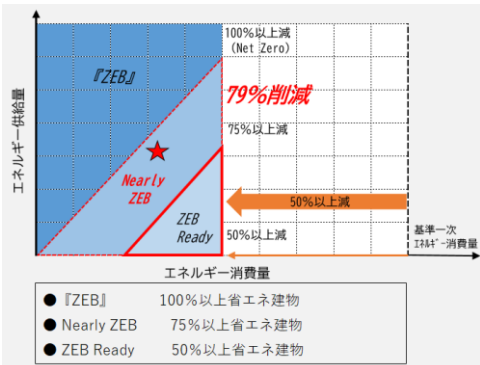 100%以上減
(Net Zero)
『ZEB』
79%削減
75%以上減
エネルギー供給量
Nearly
ZEB
50%以上減
ZEB
Ready
50%以上減
基準一次
エネルギー消費量
エネルギー消費量
● 『ZEB』 100%以上省エネ建物
● Nearly ZEB 75%以上省エネ建物
● ZEB Ready 50%以上省エネ建物